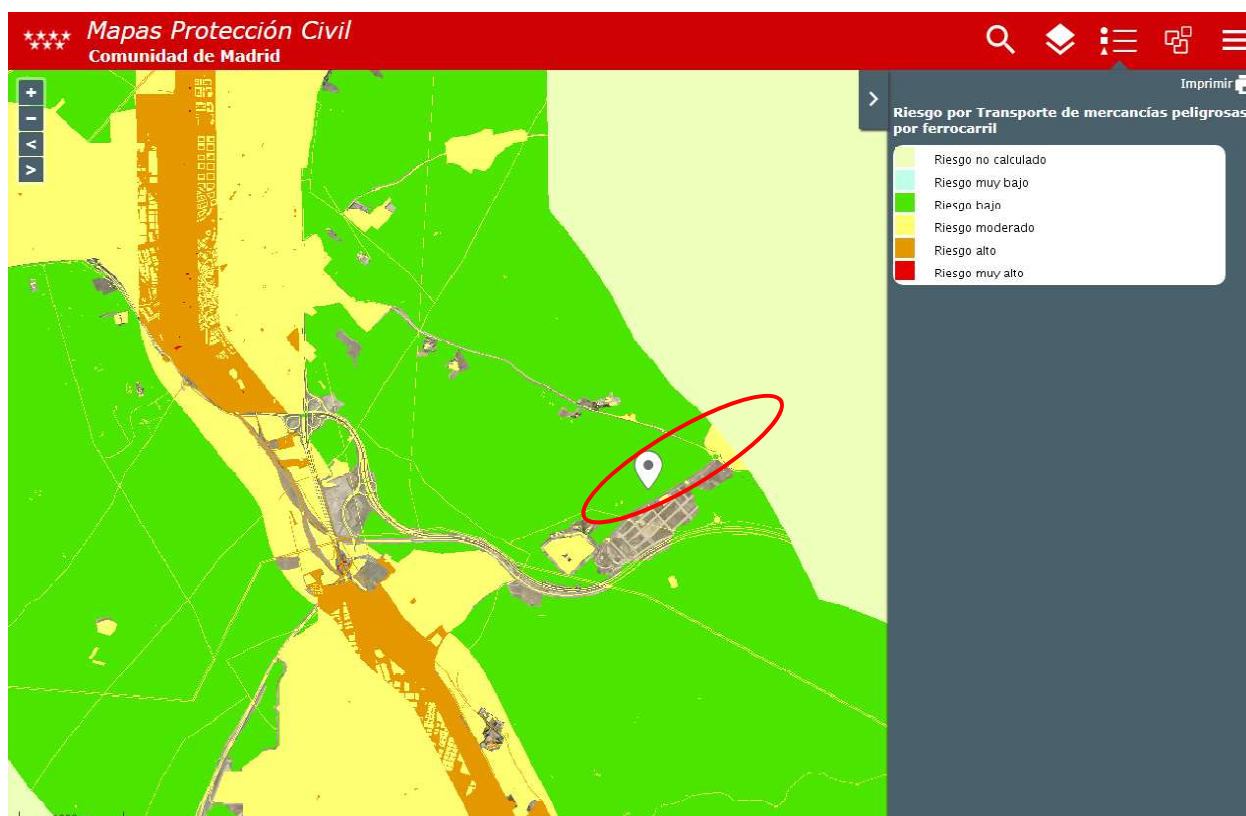 Mapas Protección Civil
Comunidad de Madrid
+
−
<
>
>
Imprimir
Riesgo por Transporte de mercancías peligrosas
por ferrocarril
Riesgo no calculado
Riesgo muy bajo
Riesgo bajo
Riesgo moderado
Riesgo alto
Riesgo muy alto